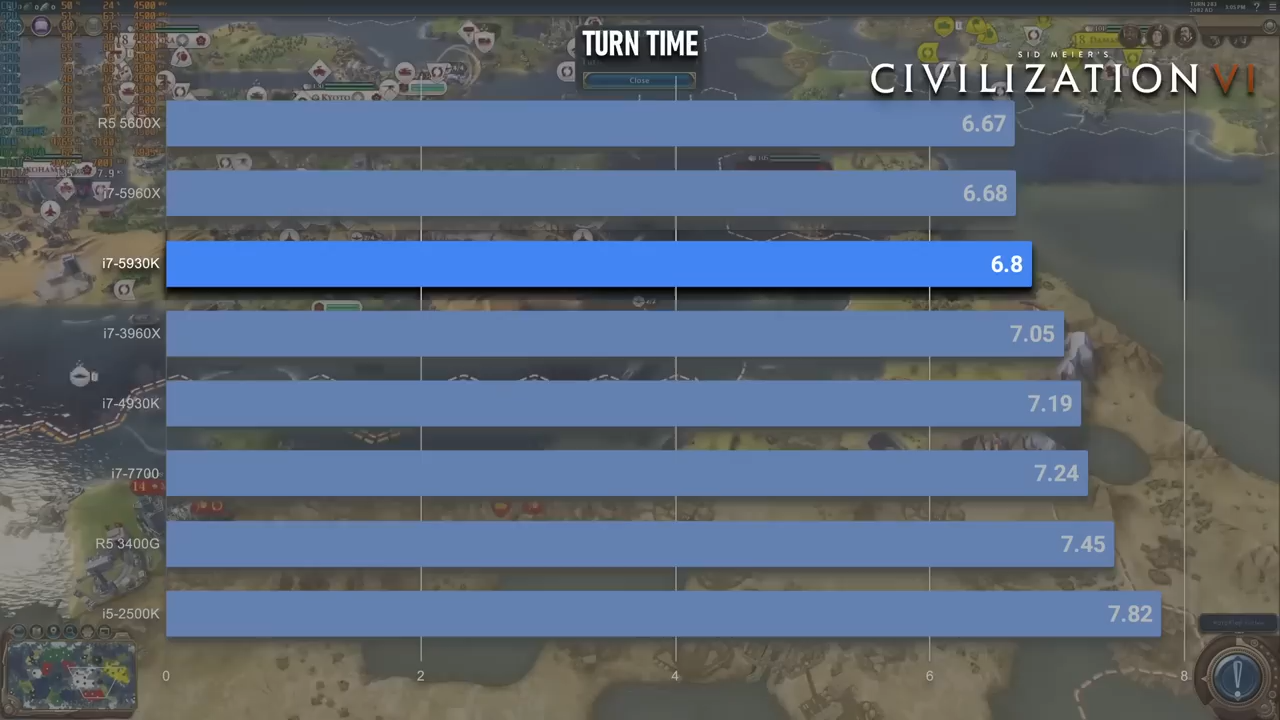 TURN TIME
Close
SID MEIER'S
CIVILIZATION VI
R5 5600X 6.67
i7-5960X 6.68
i7-5930K 6.8
i7-3960X 7.05
i7-4930K 7.19
i7-7700 7.24
R5 3400G 7.45
i5-2500K 7.82
0 2 4 6 8